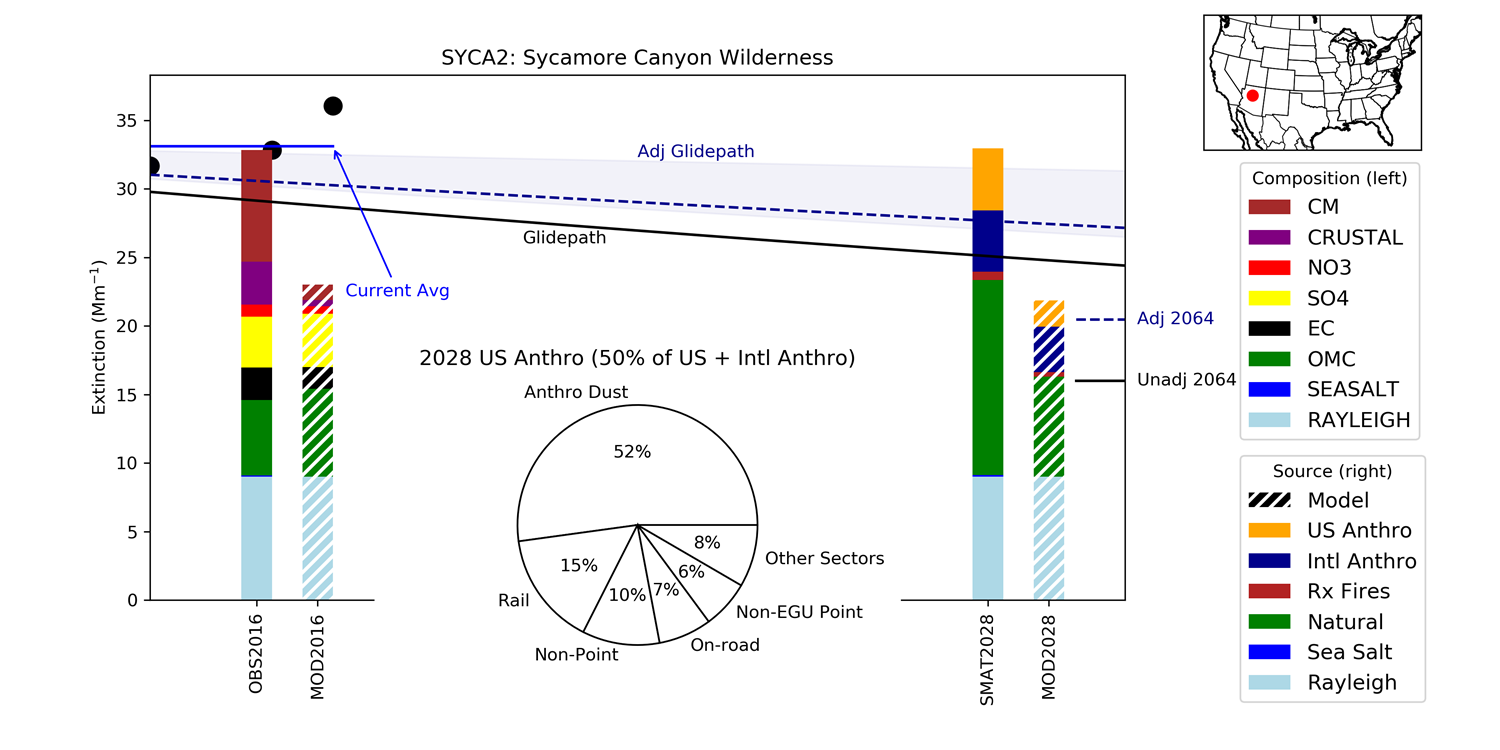 SYCA2: Sycamore Canyon Wilderness
Extinction (Mm⁻¹)
35
30
25
20
15
10
5
0
Adj Glidepath
Glidepath
Current Avg
Adj 2064
Unadj 2064
2028 US Anthro (50% of US + Intl Anthro)
Anthro Dust
52%
15%
10%
7%
6%
8%
Other Sectors
Non-EGU Point
On-road
Non-Point
Rail
OBS2016
MOD2016
SMAT2028
MOD2028
Composition (left)
CM
CRUSTAL
NO3
SO4
EC
OMC
SEASALT
RAYLEIGH
Source (right)
Model
US Anthro
Intl Anthro
Rx Fires
Natural
Sea Salt
Rayleigh